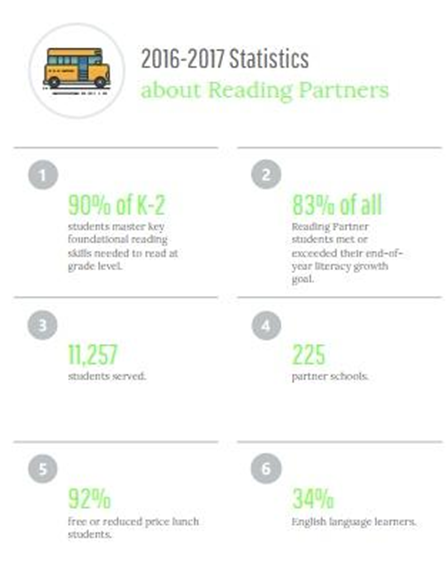 2016-2017 Statistics
about Reading Partners
1
90% of K-2
students master key
foundational reading
skills needed to read at
grade level.
2
83% of all
Reading Partner
students met or
exceeded their end-of-
year literacy growth
goal.
3
11,257
students served.
4
225
partner schools.
5
92%
free or reduced price lunch
students.
6
34%
English language learners.